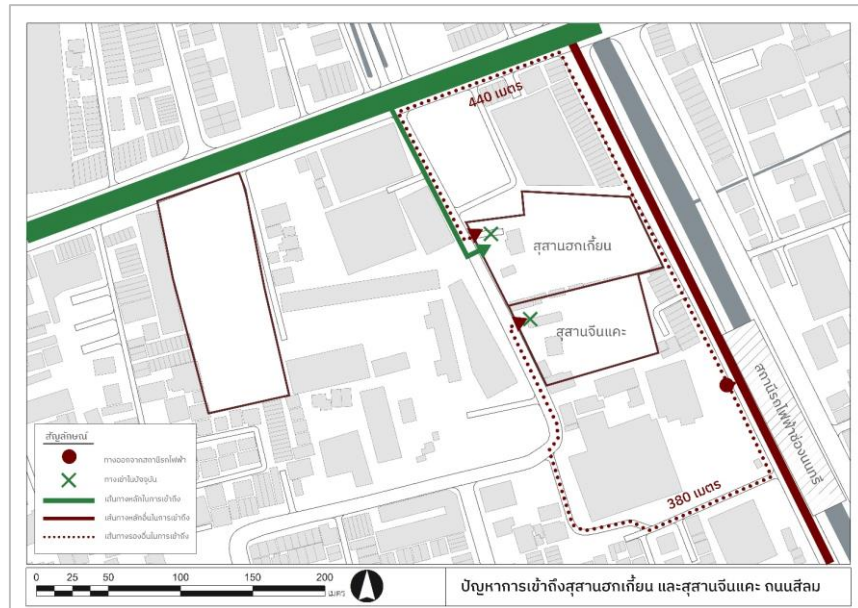 440 เมตร
สุสานฮกเกี้ยน
สุสานจีนแคะ
สถานีรถไฟฟ้าช่องนนทรี
380 เมตร
สัญลักษณ์
ทางออกจากสถานีรถไฟฟ้า
ทางเข้าในปัจจุบัน
เส้นทางหลักในการเข้าถึง
เส้นทางหลักอื่นในการเข้าถึง
เส้นทางรองอื่นในการเข้าถึง
0 25 50 100 150 200
เมตร
ปัญหาการเข้าถึงสุสานฮกเกี้ยน และสุสานจีนแคะ ถนนสีลม